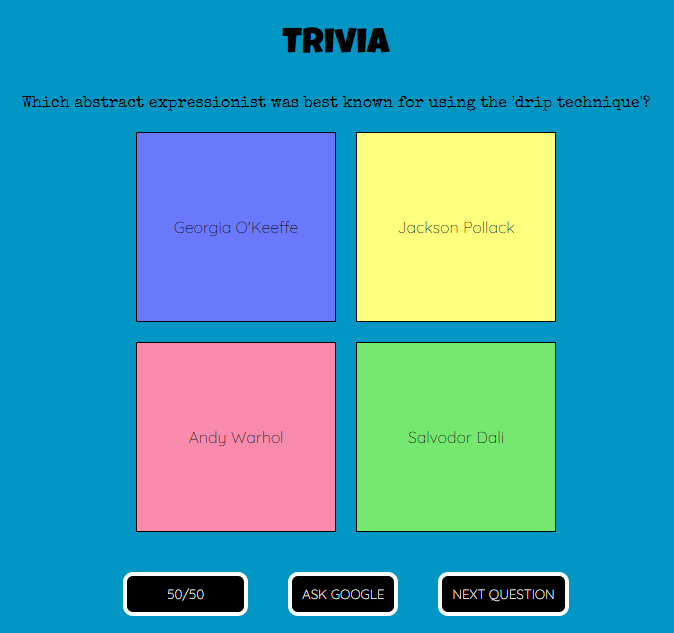 TRIVIA
Which abstract expressionist was best known for using the 'drip technique'?
Georgia O'Keeffe
Jackson Pollack
Andy Warhol
Salvodor Dali
50/50
ASK GOOGLE
NEXT QUESTION